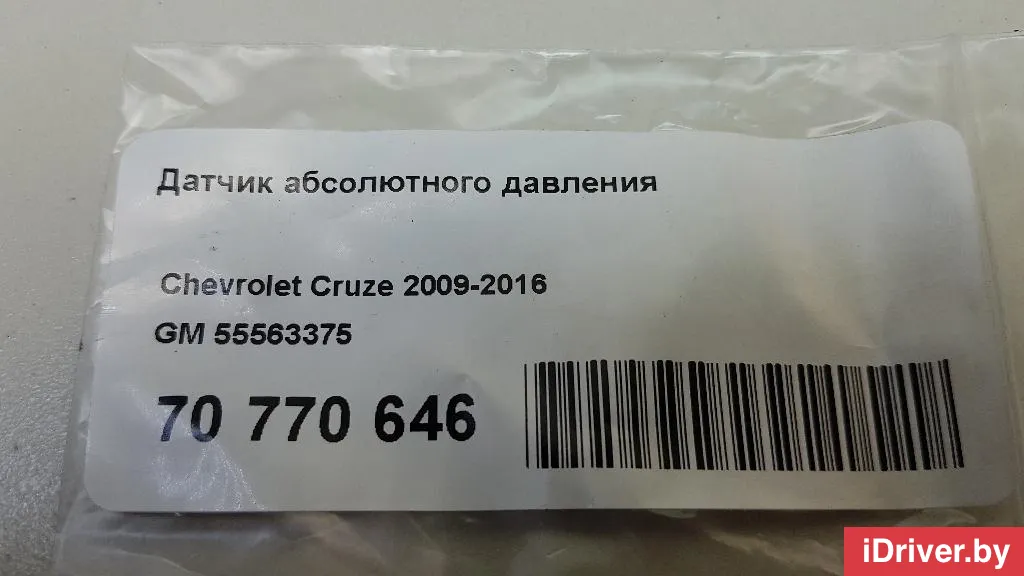 Датчик абсолютного давления
Chevrolet Cruze 2009-2016
GM 55563375
70 770 646
iDriver.by